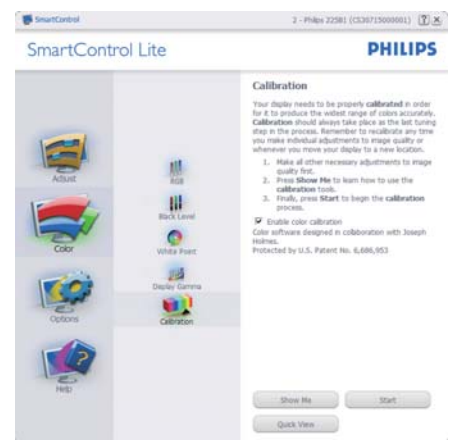 SmartControl
2 - Philips 225B1 (CS30715000001)
SmartControl Lite
PHILIPS
Adjust
Color
Options
Help
RGB
Black Level
White Point
Display Gamma
Calibration
Calibration
Your display needs to be properly calibrated in order
for it to produce the widest range of colors accurately.
Calibration should always take place as the last tuning
step in the process. Remember to recalibrate any time
you make individual adjustments to image quality or
whenever you move your display to a new location.
1. Make all other necessary adjustments to image
quality first.
2. Press Show Me to learn how to use the
calibration tools.
3. Finally, press Start to begin the calibration
process.
Enable color calibration
Color software designed in collaboration with Joseph
Holmes.
Protected by U.S. Patent No. 6,686,953
Show Me
Start
Quick View